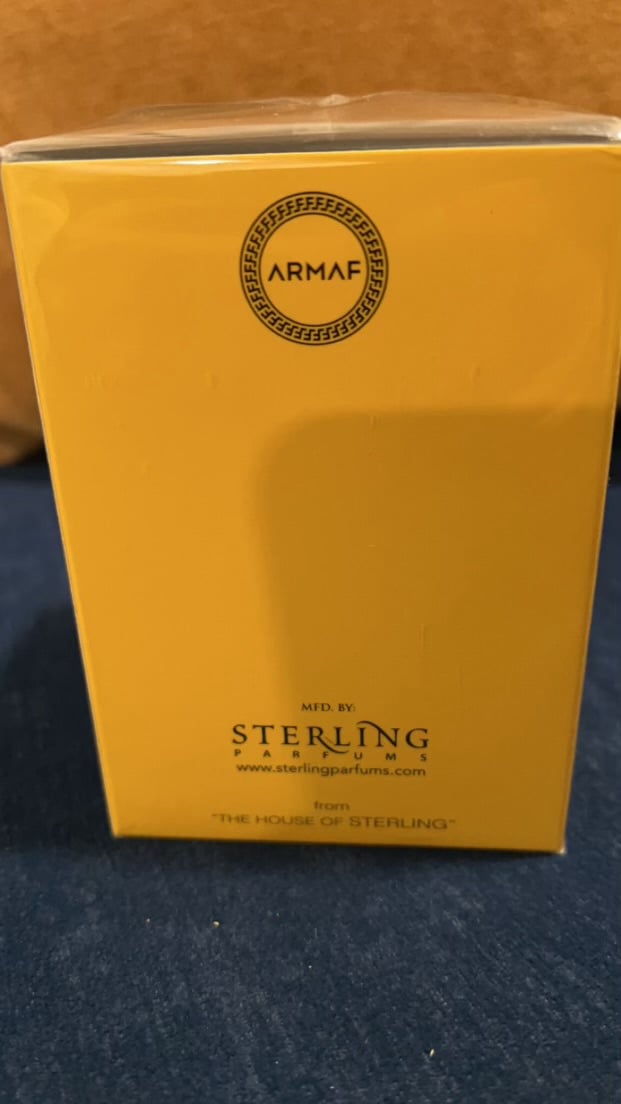 ARMAF
MFD. BY:
STERLING
PARFUMS
www.sterlingparfums.com
from
"THE HOUSE OF STERLING"